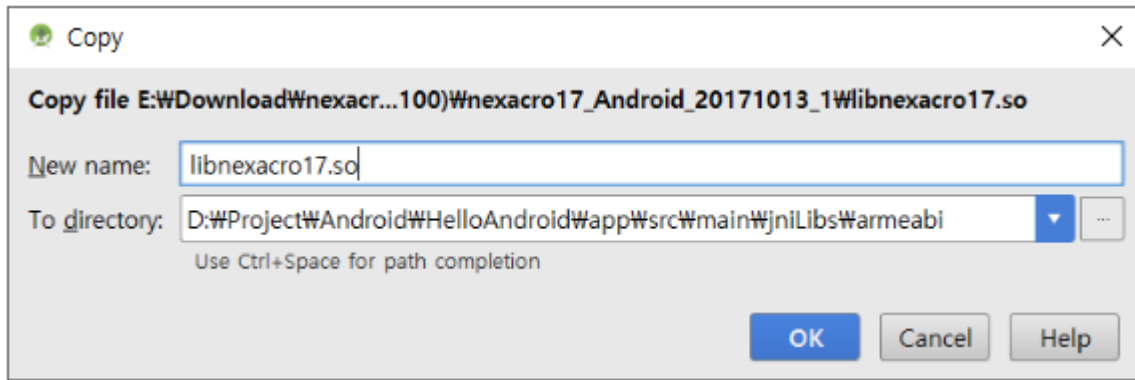 Copy
Copy file E:₩Download₩nexacr...100)₩nexacro17_Android_20171013_1₩libnexacro17.so
New name: libnexacro17.so
To directory: D:₩Project₩Android₩HelloAndroid₩app₩src₩main₩jniLibs₩armeabi ...
Use Ctrl+Space for path completion
OK Cancel Help